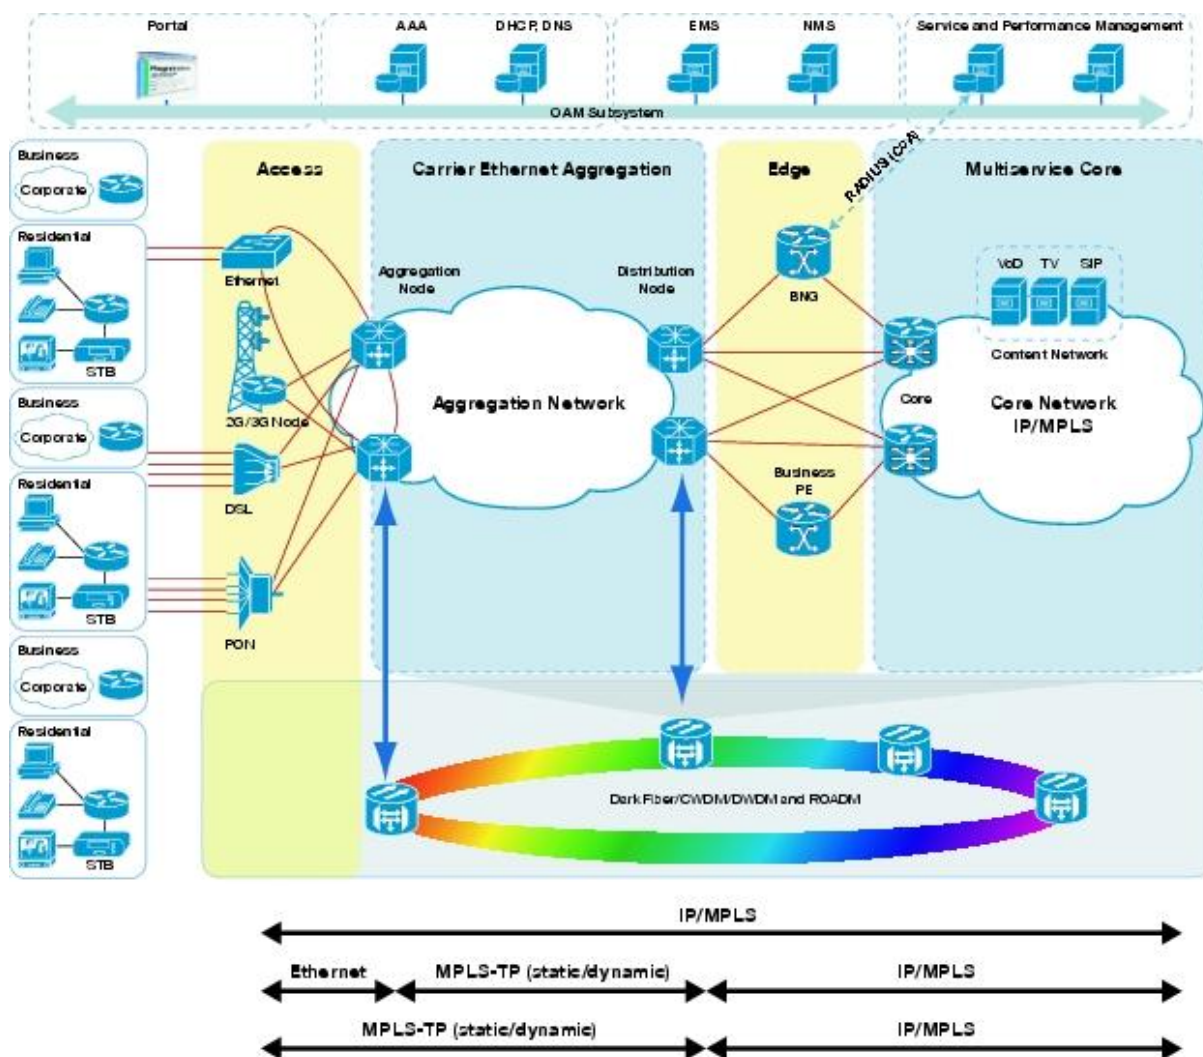 Portal
AAA
DHCP, DNS
EMS
NMS
Service and Performance Management
OAM Subsystem
RADIUS (CoA)
Business
Corporate
Residential
STB
Business
Corporate
Residential
STB
Business
Corporate
Residential
STB
Access
Carrier Ethernet Aggregation
Edge
Multiservice Core
Ethernet
2G/3G Node
DSL
PON
Aggregation
Node
Distribution
Node
Aggregation Network
BNG
Business
PE
VoD
TV
SIP
Content Network
Core
Core Network
IP/MPLS
Dark Fiber/CWDM/DWDM and ROADM
IP/MPLS
Ethernet
MPLS-TP (static/dynamic)
IP/MPLS
MPLS-TP (static/dynamic)
IP/MPLS